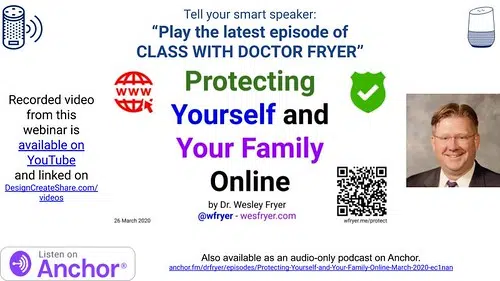 Tell your smart speaker:
“Play the latest episode of
CLASS WITH DOCTOR FRYER”
Recorded video
from this
webinar is
available on
YouTube
and linked on
DesignCreateShare.com/
videos
WWW
Protecting
Yourself and
Your Family
Online
by Dr. Wesley Fryer
@wfryer - wesfryer.com
26 March 2020
wfryer.me/protect
Listen on
Anchor®
Also available as an audio-only podcast on Anchor.
anchor.fm/drfryer/episodes/Protecting-Yourself-and-Your-Family-Online-March-2020-ec1nan